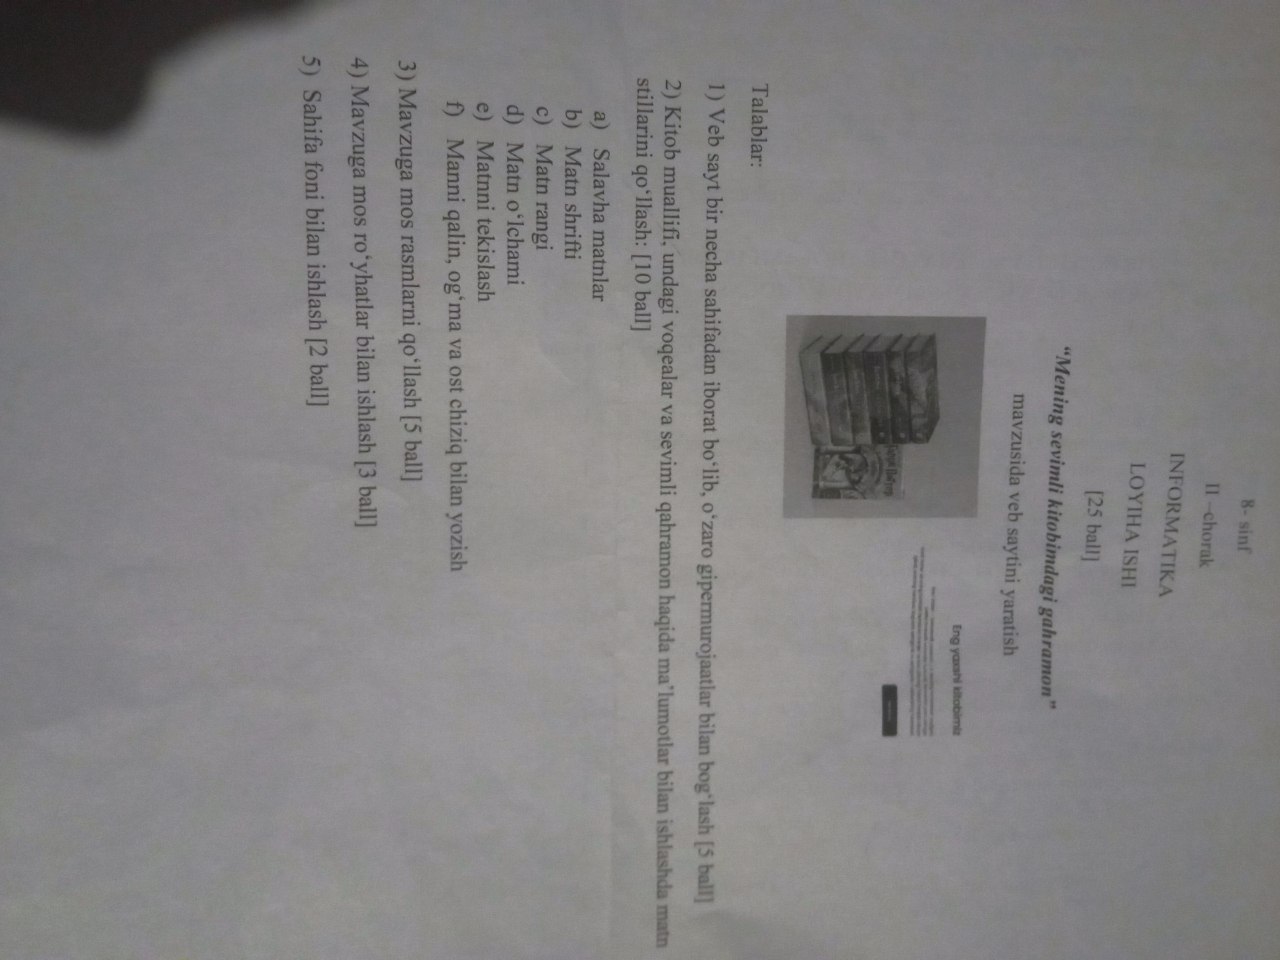 8- sinf
II –chorak
INFORMATIKA
LOYIHA ISHI
[25 ball]
“Mening sevimli kitobimdagi gahramon”
mavzusida veb saytini yaratish
Eng yaxshi kitobimiz
Гарри Поттер
Talablar:
1) Veb sayt bir necha sahifadan iborat bo‘lib, o‘zaro gipermurojaatlar bilan bog‘lash [5 ball]
2) Kitob muallifi, undagi voqealar va sevimli qahramon haqida ma’lumotlar bilan ishlashda matn
stillarini qo‘llash: [10 ball]
a) Salavha matnlar
b) Matn shrifti
c) Matn rangi
d) Matn o‘lchami
e) Matnni tekislash
f) Manni qalin, og‘ma va ost chiziq bilan yozish
3) Mavzuga mos rasmlarni qo‘llash [5 ball]
4) Mavzuga mos ro‘yhatlar bilan ishlash [3 ball]
5) Sahifa foni bilan ishlash [2 ball]